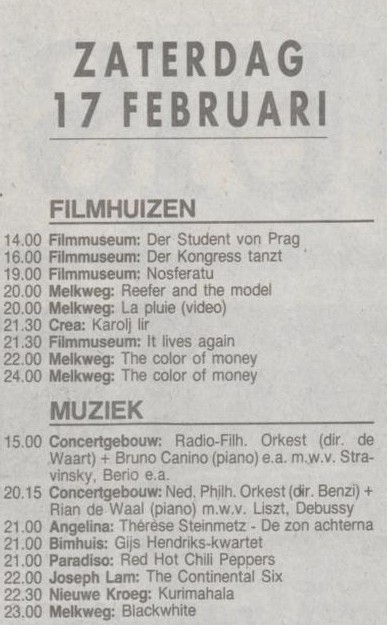 ZATERDAG
17 FEBRUARI
FILMHUIZEN
14.00 Filmmuseum: Der Student von Prag
16.00 Filmmuseum: Der Kongress tanzt
19.00 Filmmuseum: Nosferatu
20.00 Melkweg: Reefer and the model
20.00 Melkweg: La pluie (video)
21.30 Crea: Karolj lir
21.30 Filmmuseum: It lives again
22.00 Melkweg: The color of money
24.00 Melkweg: The color of money
MUZIEK
15.00 Concertgebouw: Radio-Filh. Orkest (dir. de
Waart) + Bruno Canino (piano) e.a. m.w.v. Stra-
vinsky, Berio e.a.
20.15 Concertgebouw: Ned. Philh. Orkest (dir. Benzi) +
Rian de Waal (piano) m.w.v. Liszt, Debussy
21.00 Angelina: Thérèse Steinmetz - De zon achterna
21.00 Bimhuis: Gijs Hendriks-kwartet
21.00 Paradiso: Red Hot Chili Peppers
22.00 Joseph Lam: The Continental Six
22.30 Nieuwe Kroeg: Kurimahala
23.00 Melkweg: Blackwhite